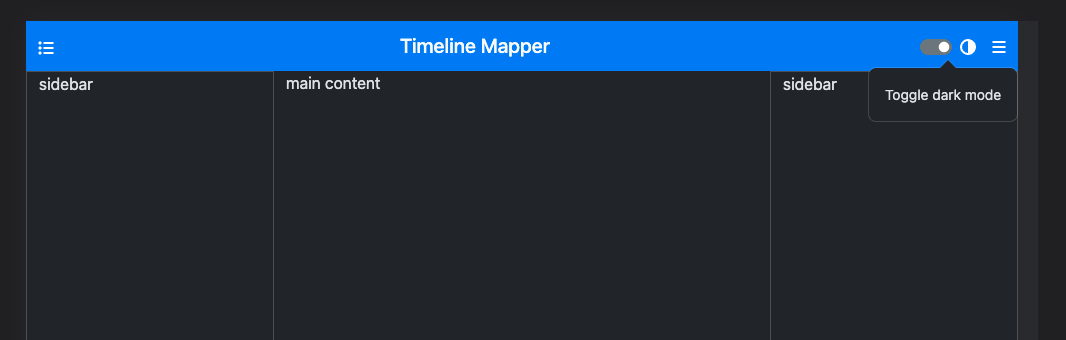 Timeline Mapper
sidebar
main content
sidebar
Toggle dark mode